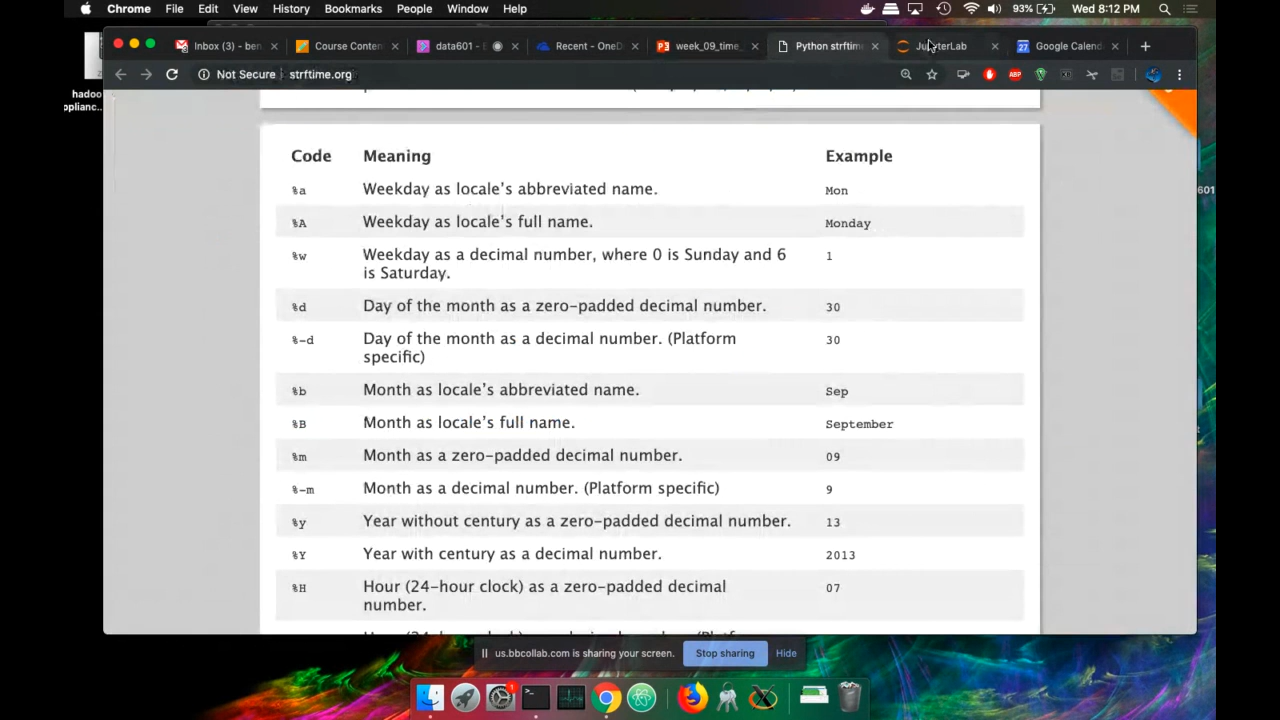 Chrome File Edit View History Bookmarks People Window Help 93% Wed 8:12 PM
Inbox (3) - ben
Course Conten
data601 -
Recent - OneD
week_09_time_
Python strftim
JupyterLab
27 Google Calend
Not Secure strftime.org
ABP
hadoo
pplianc...
601
Code Meaning Example
%a Weekday as locale's abbreviated name. Mon
%A Weekday as locale's full name. Monday
%w Weekday as a decimal number, where 0 is Sunday and 6 1
is Saturday.
%d Day of the month as a zero-padded decimal number. 30
%-d Day of the month as a decimal number. (Platform 30
specific)
%b Month as locale's abbreviated name. Sep
%B Month as locale's full name. September
%m Month as a zero-padded decimal number. 09
%-m Month as a decimal number. (Platform specific) 9
%y Year without century as a zero-padded decimal number. 13
%Y Year with century as a decimal number. 2013
%H Hour (24-hour clock) as a zero-padded decimal 07
number.
us.bbcollab.com is sharing your screen. Stop sharing Hide